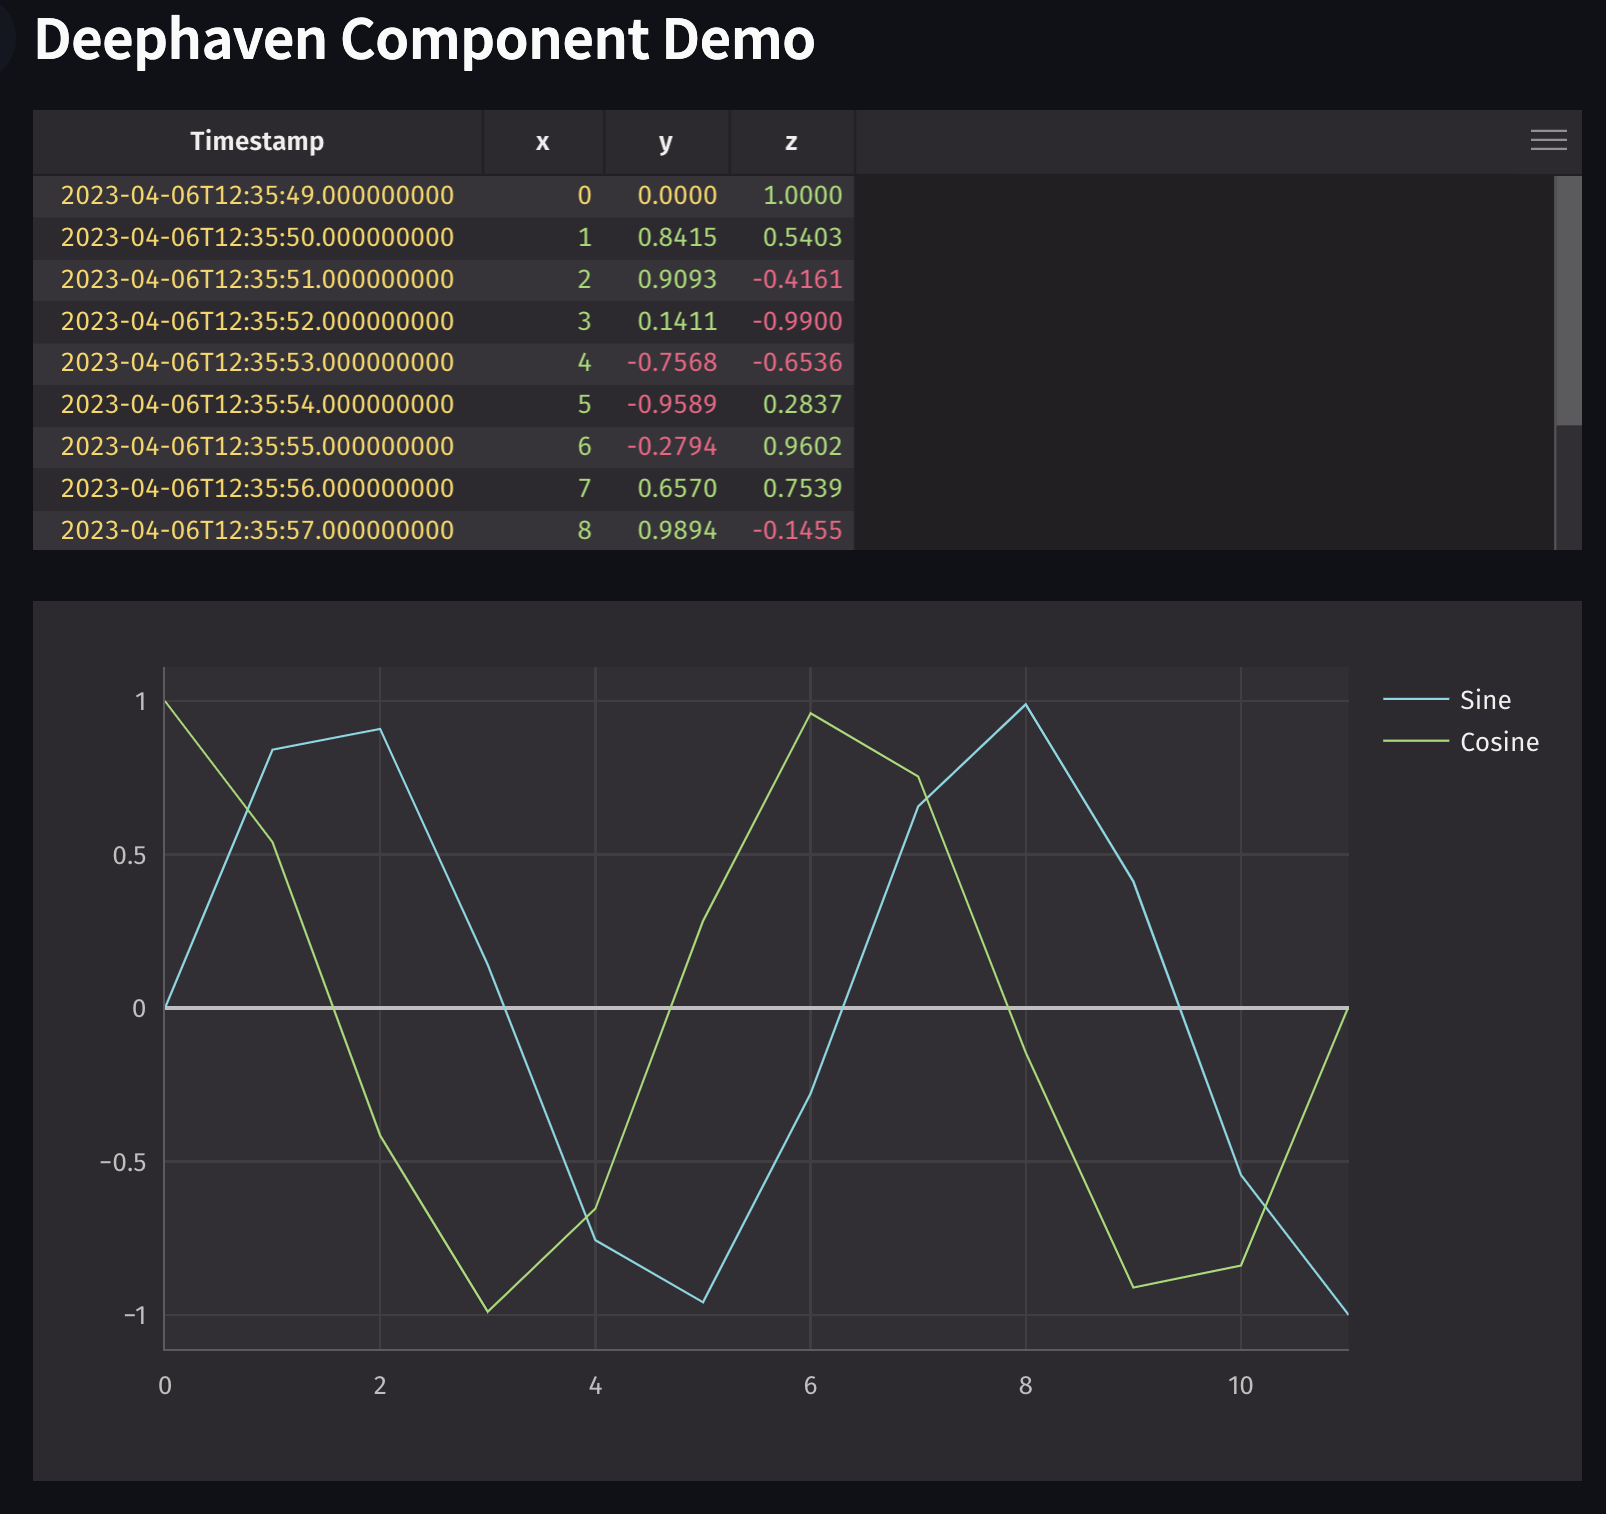 Deephaven Component Demo
Timestamp x y z
2023-04-06T12:35:49.000000000 0 0.0000 1.0000
2023-04-06T12:35:50.000000000 1 0.8415 0.5403
2023-04-06T12:35:51.000000000 2 0.9093 -0.4161
2023-04-06T12:35:52.000000000 3 0.1411 -0.9900
2023-04-06T12:35:53.000000000 4 -0.7568 -0.6536
2023-04-06T12:35:54.000000000 5 -0.9589 0.2837
2023-04-06T12:35:55.000000000 6 -0.2794 0.9602
2023-04-06T12:35:56.000000000 7 0.6570 0.7539
2023-04-06T12:35:57.000000000 8 0.9894 -0.1455
1
0.5
0
−0.5
−1
0 2 4 6 8 10
Sine
Cosine